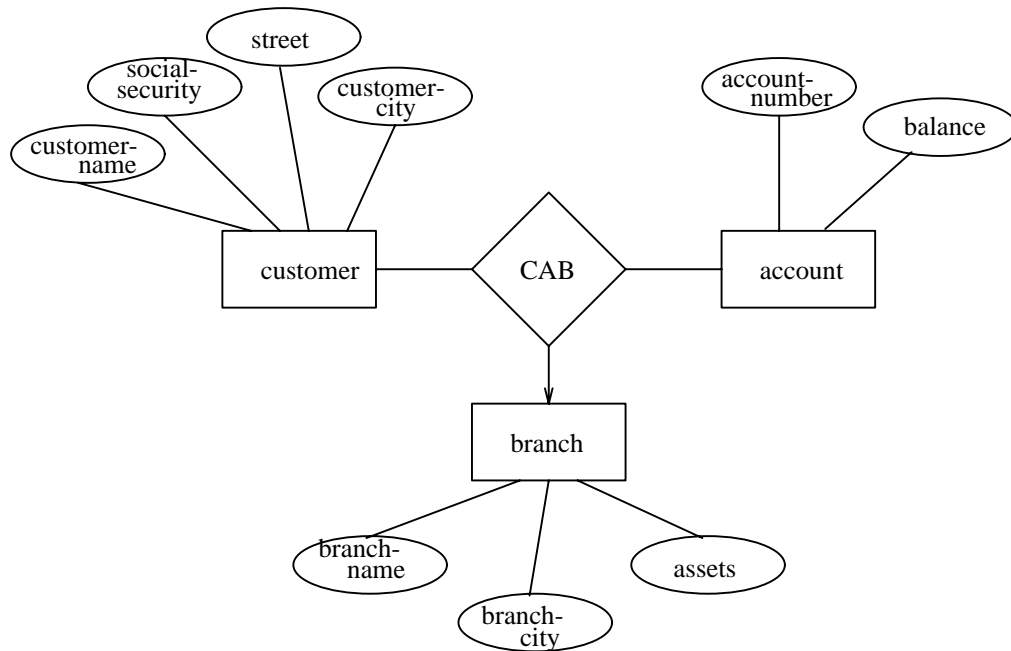 street
social-
security
customer-
city
account-
number
balance
customer-
name
customer
CAB
account
branch
branch-
name
assets
branch-
city